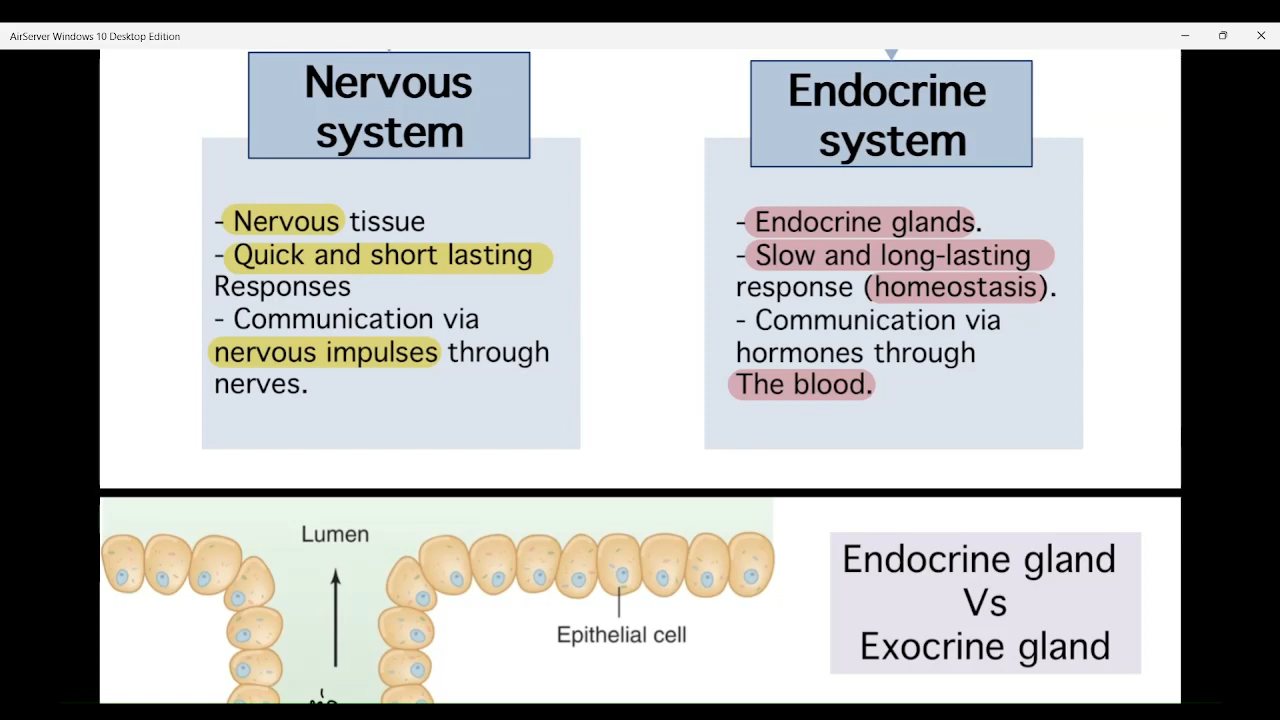 AirServer Windows 10 Desktop Edition
Nervous
system
- Nervous tissue
- Quick and short lasting
Responses
- Communication via
nervous impulses through
nerves.
Endocrine
system
- Endocrine glands.
- Slow and long-lasting
response (homeostasis).
- Communication via
hormones through
The blood.
Lumen
Epithelial cell
Endocrine gland
Vs
Exocrine gland